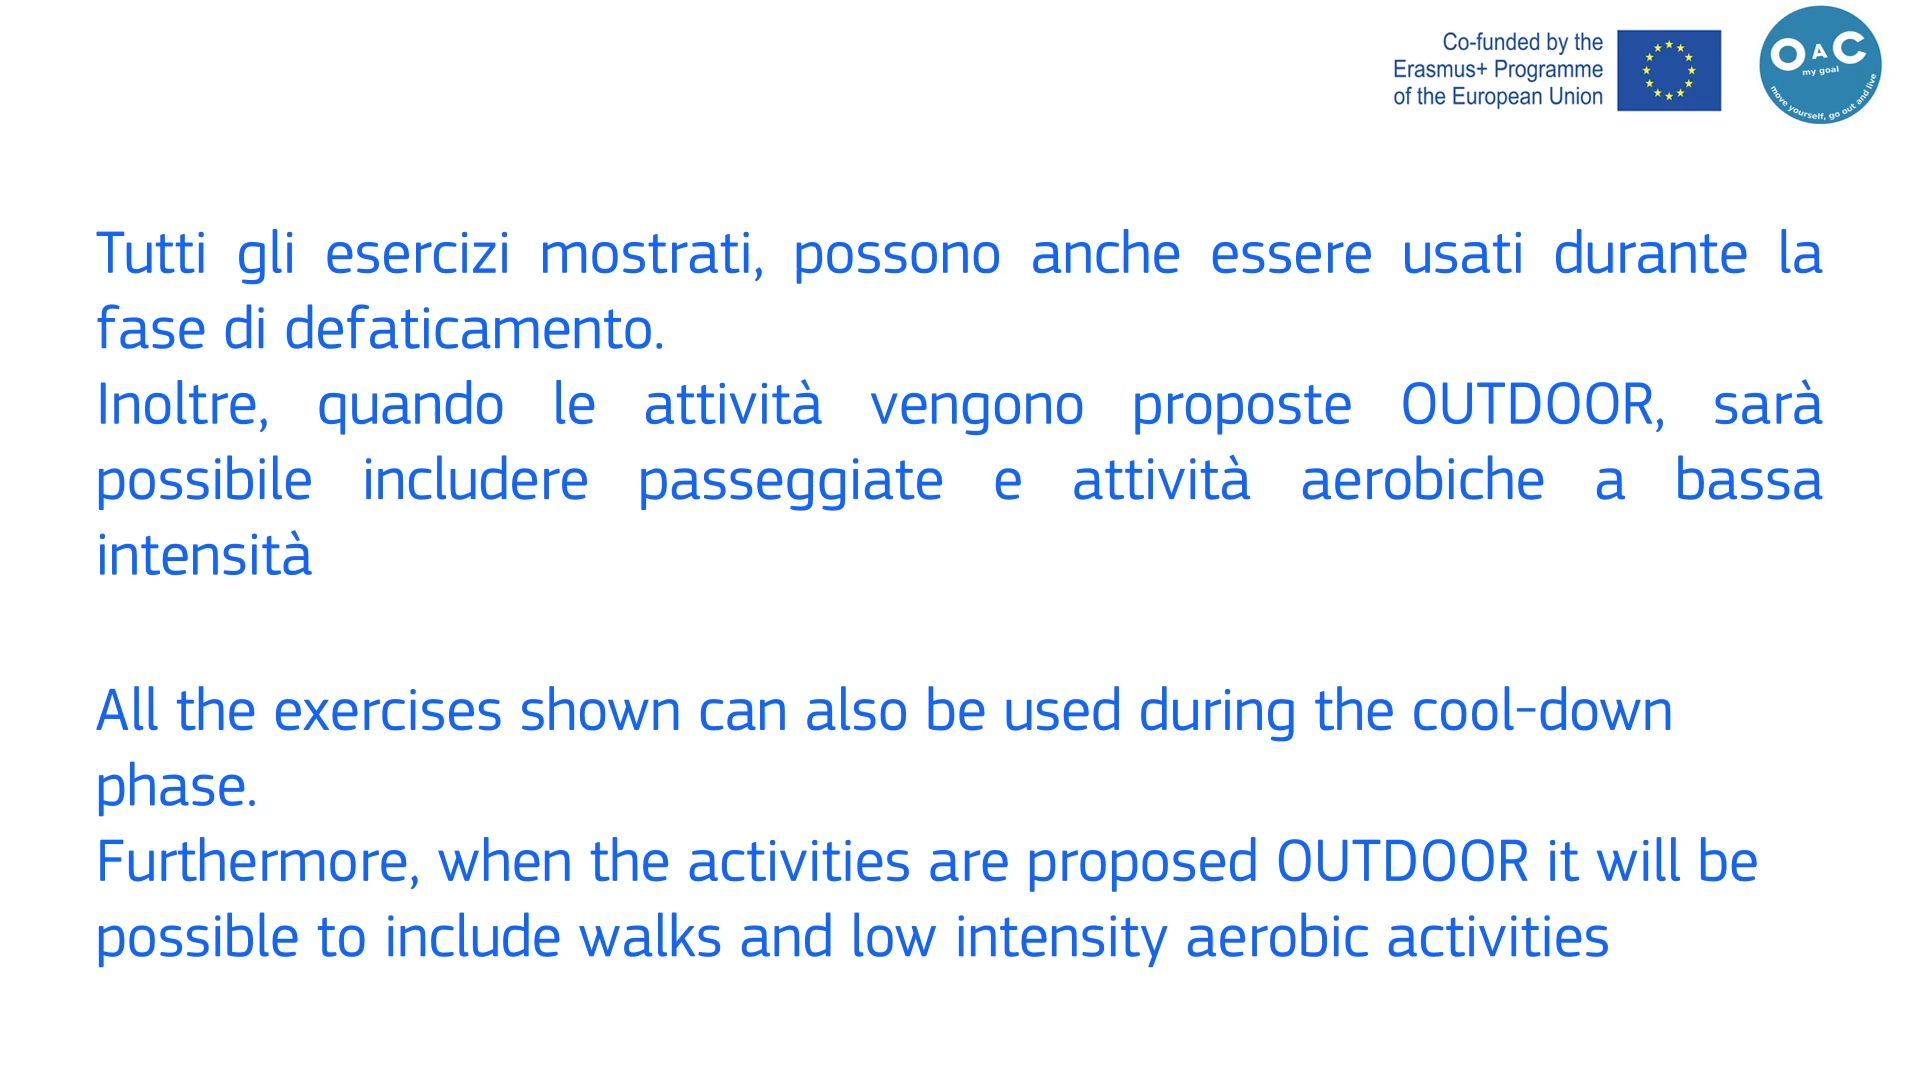 Co-funded by the
Erasmus+ Programme
of the European Union
OAC
my goal
move yourself, go out and live
Tutti gli esercizi mostrati, possono anche essere usati durante la
fase di defaticamento.
Inoltre, quando le attività vengono proposte OUTDOOR, sarà
possibile includere passeggiate e attività aerobiche a bassa
intensità
All the exercises shown can also be used during the cool-down
phase.
Furthermore, when the activities are proposed OUTDOOR it will be
possible to include walks and low intensity aerobic activities